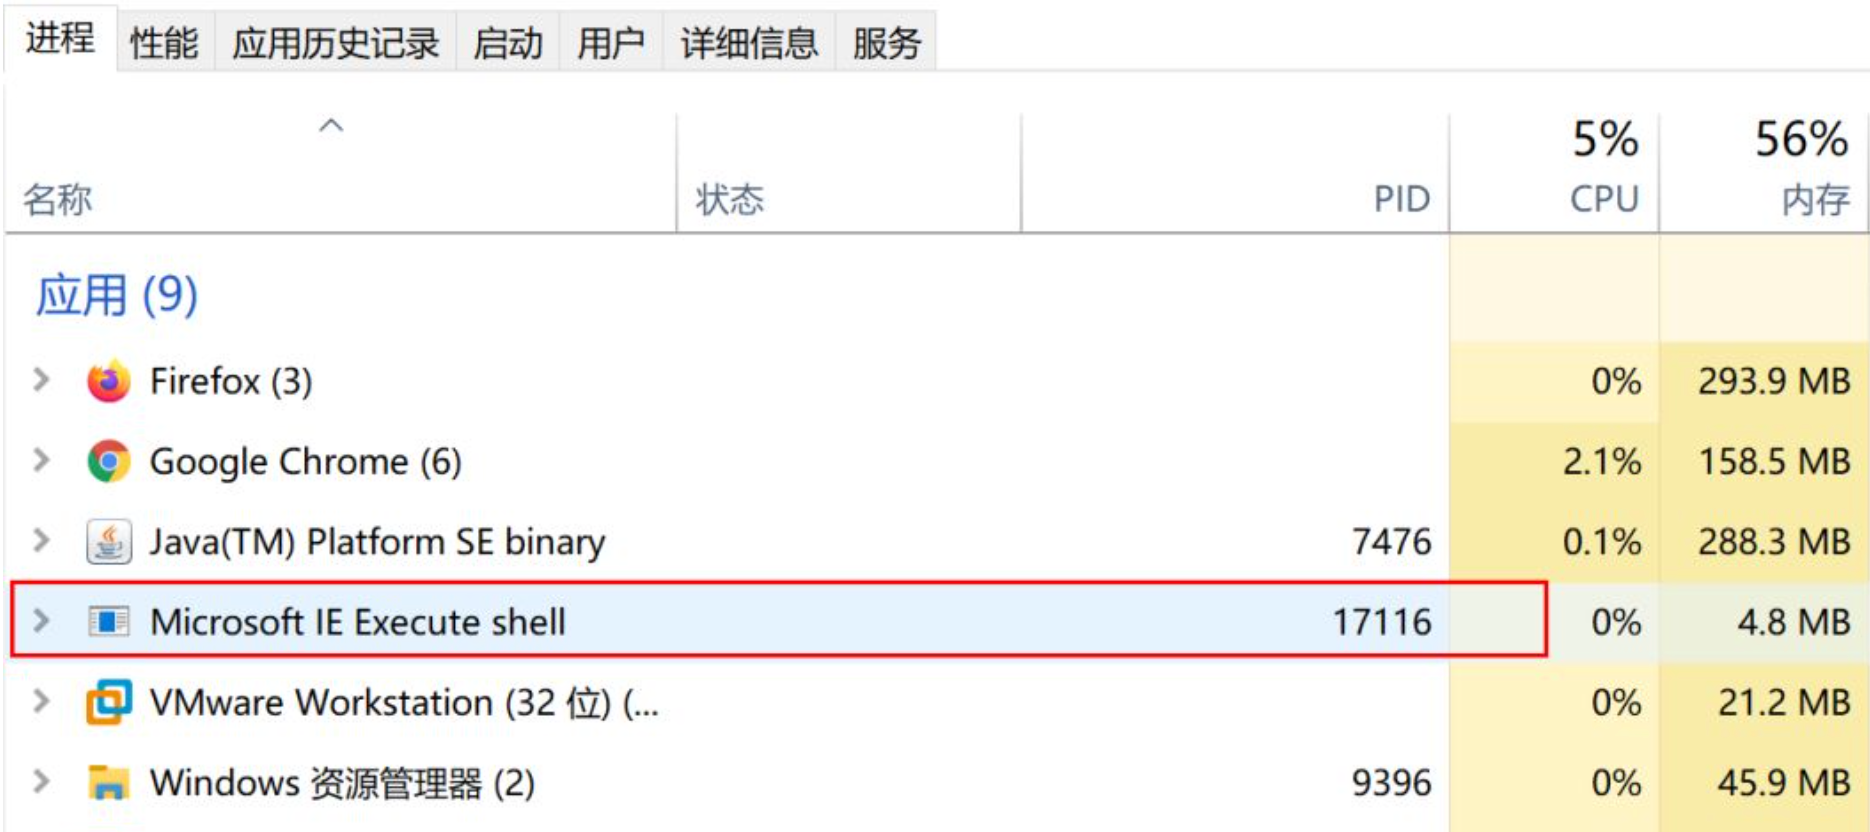 进程 性能 应用历史记录 启动 用户 详细信息 服务
5% 56%
名称 状态 PID CPU 内存
应用 (9)
Firefox (3) 0% 293.9 MB
Google Chrome (6) 2.1% 158.5 MB
Java(TM) Platform SE binary 7476 0.1% 288.3 MB
Microsoft IE Execute shell 17116 0% 4.8 MB
VMware Workstation (32 位) (... 0% 21.2 MB
Windows 资源管理器 (2) 9396 0% 45.9 MB